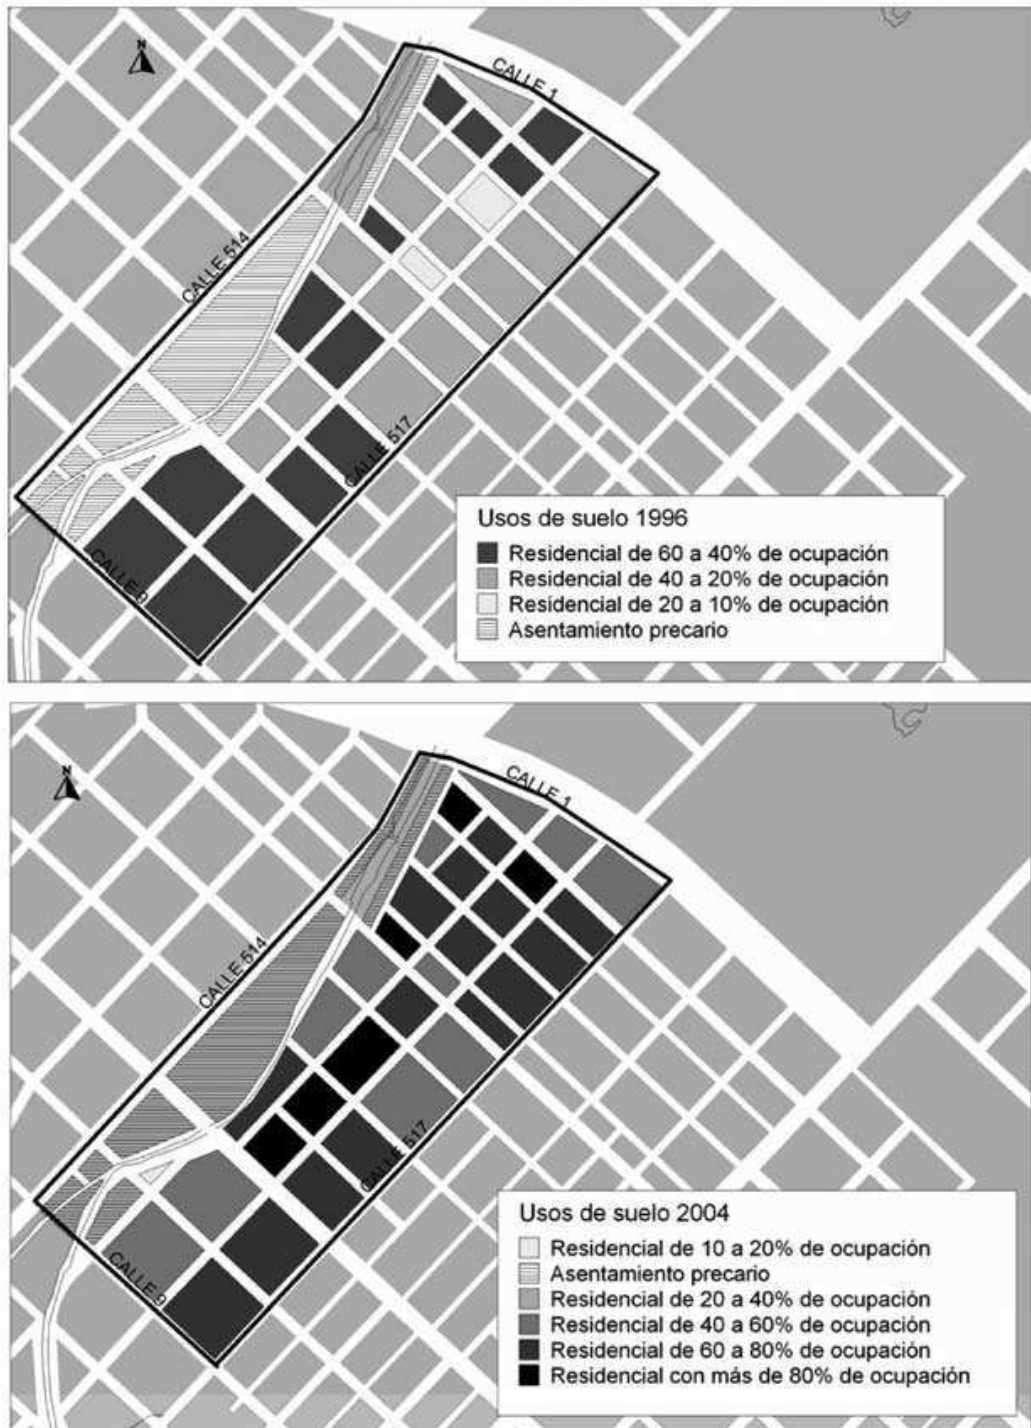 N
CALLE 1
CALLE 514
CALLE 517
CALLE 9
Usos de suelo 1996
Residencial de 60 a 40% de ocupación
Residencial de 40 a 20% de ocupación
Residencial de 20 a 10% de ocupación
Asentamiento precario
N
CALLE 1
CALLE 514
CALLE 517
CALLE 9
Usos de suelo 2004
Residencial de 10 a 20% de ocupación
Asentamiento precario
Residencial de 20 a 40% de ocupación
Residencial de 40 a 60% de ocupación
Residencial de 60 a 80% de ocupación
Residencial con más de 80% de ocupación